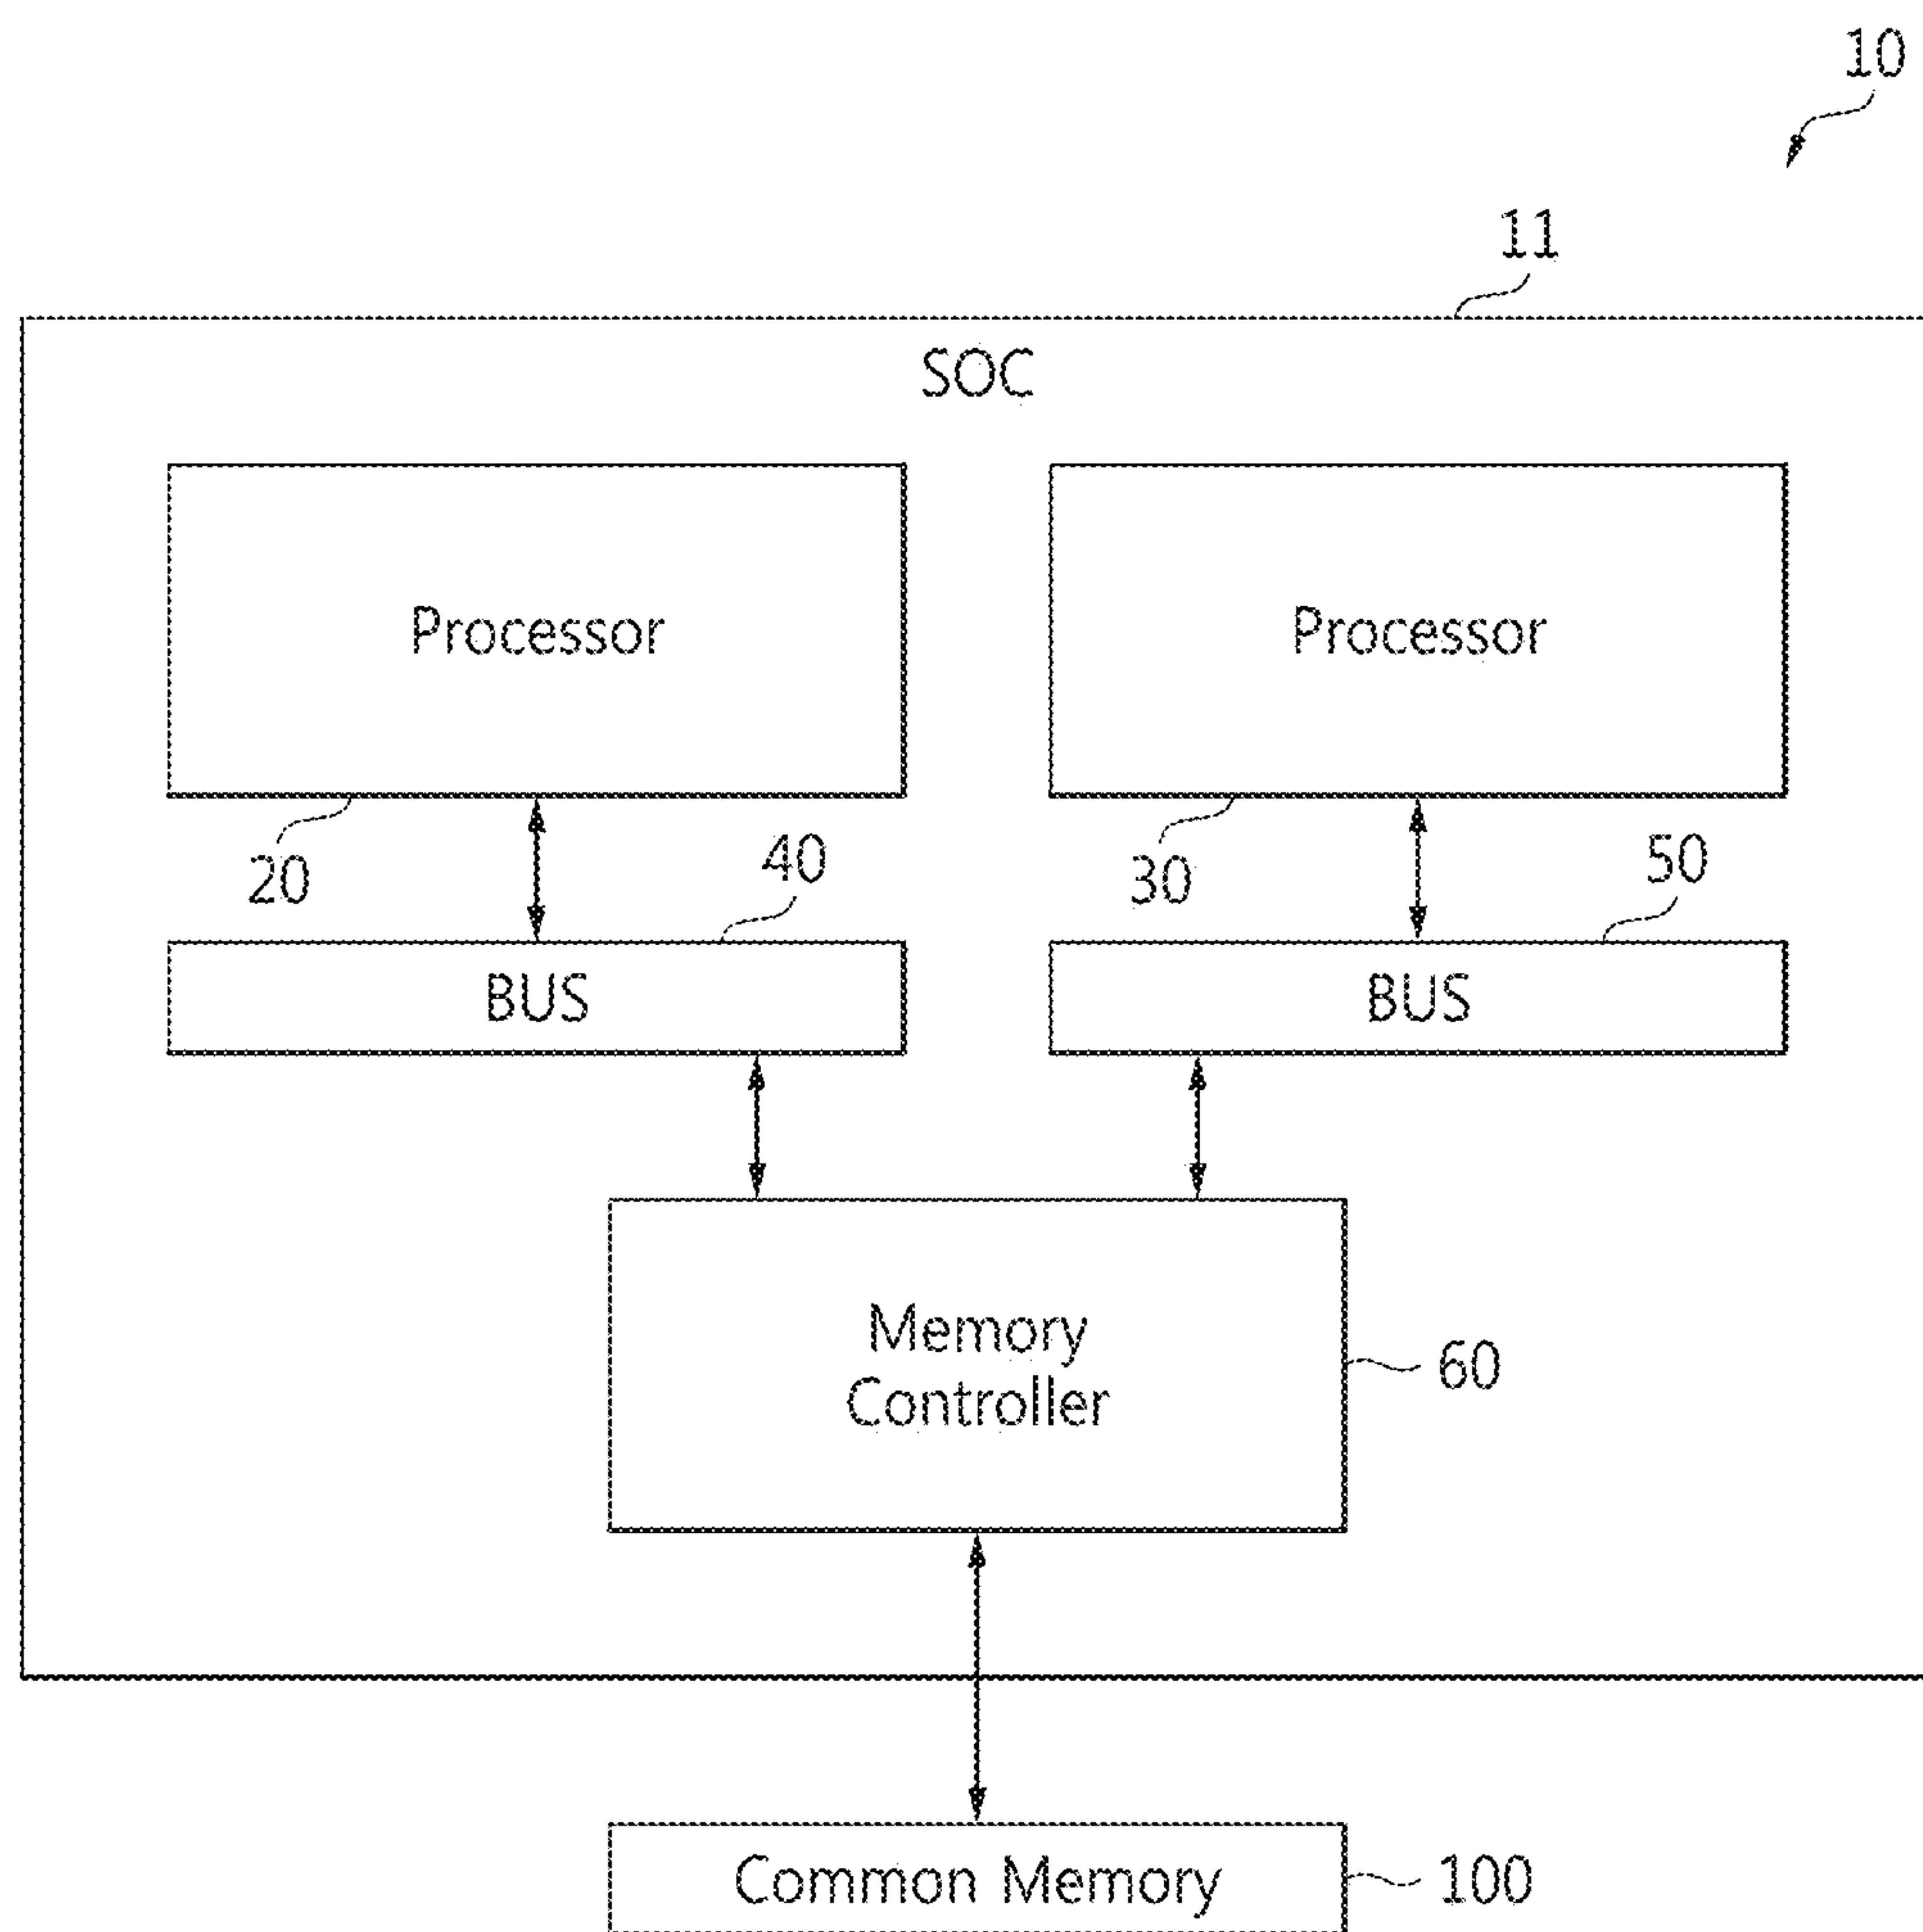 10
11
SOC
Processor
Processor
20
40
30
50
BUS
BUS
Memory
Controller
60
Common Memory
100